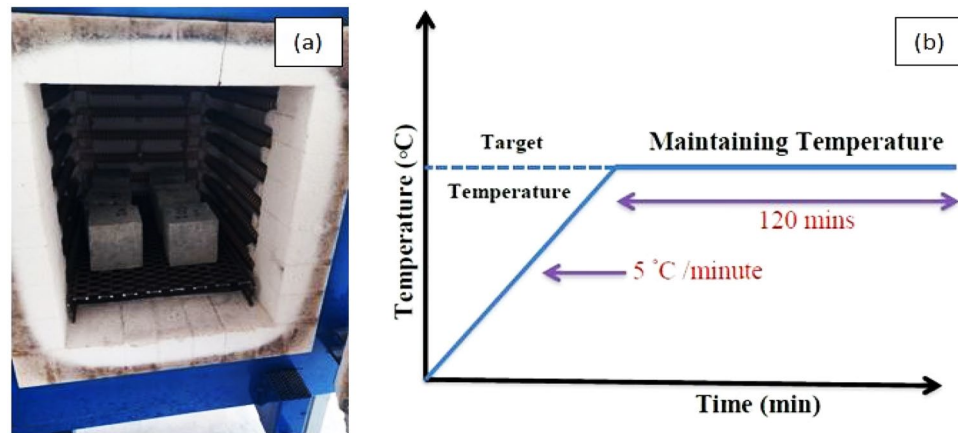 (a)
(b)
Target
Temperature
Maintaining Temperature
120 mins
5 °C /minute
Temperature (°C)
Time (min)